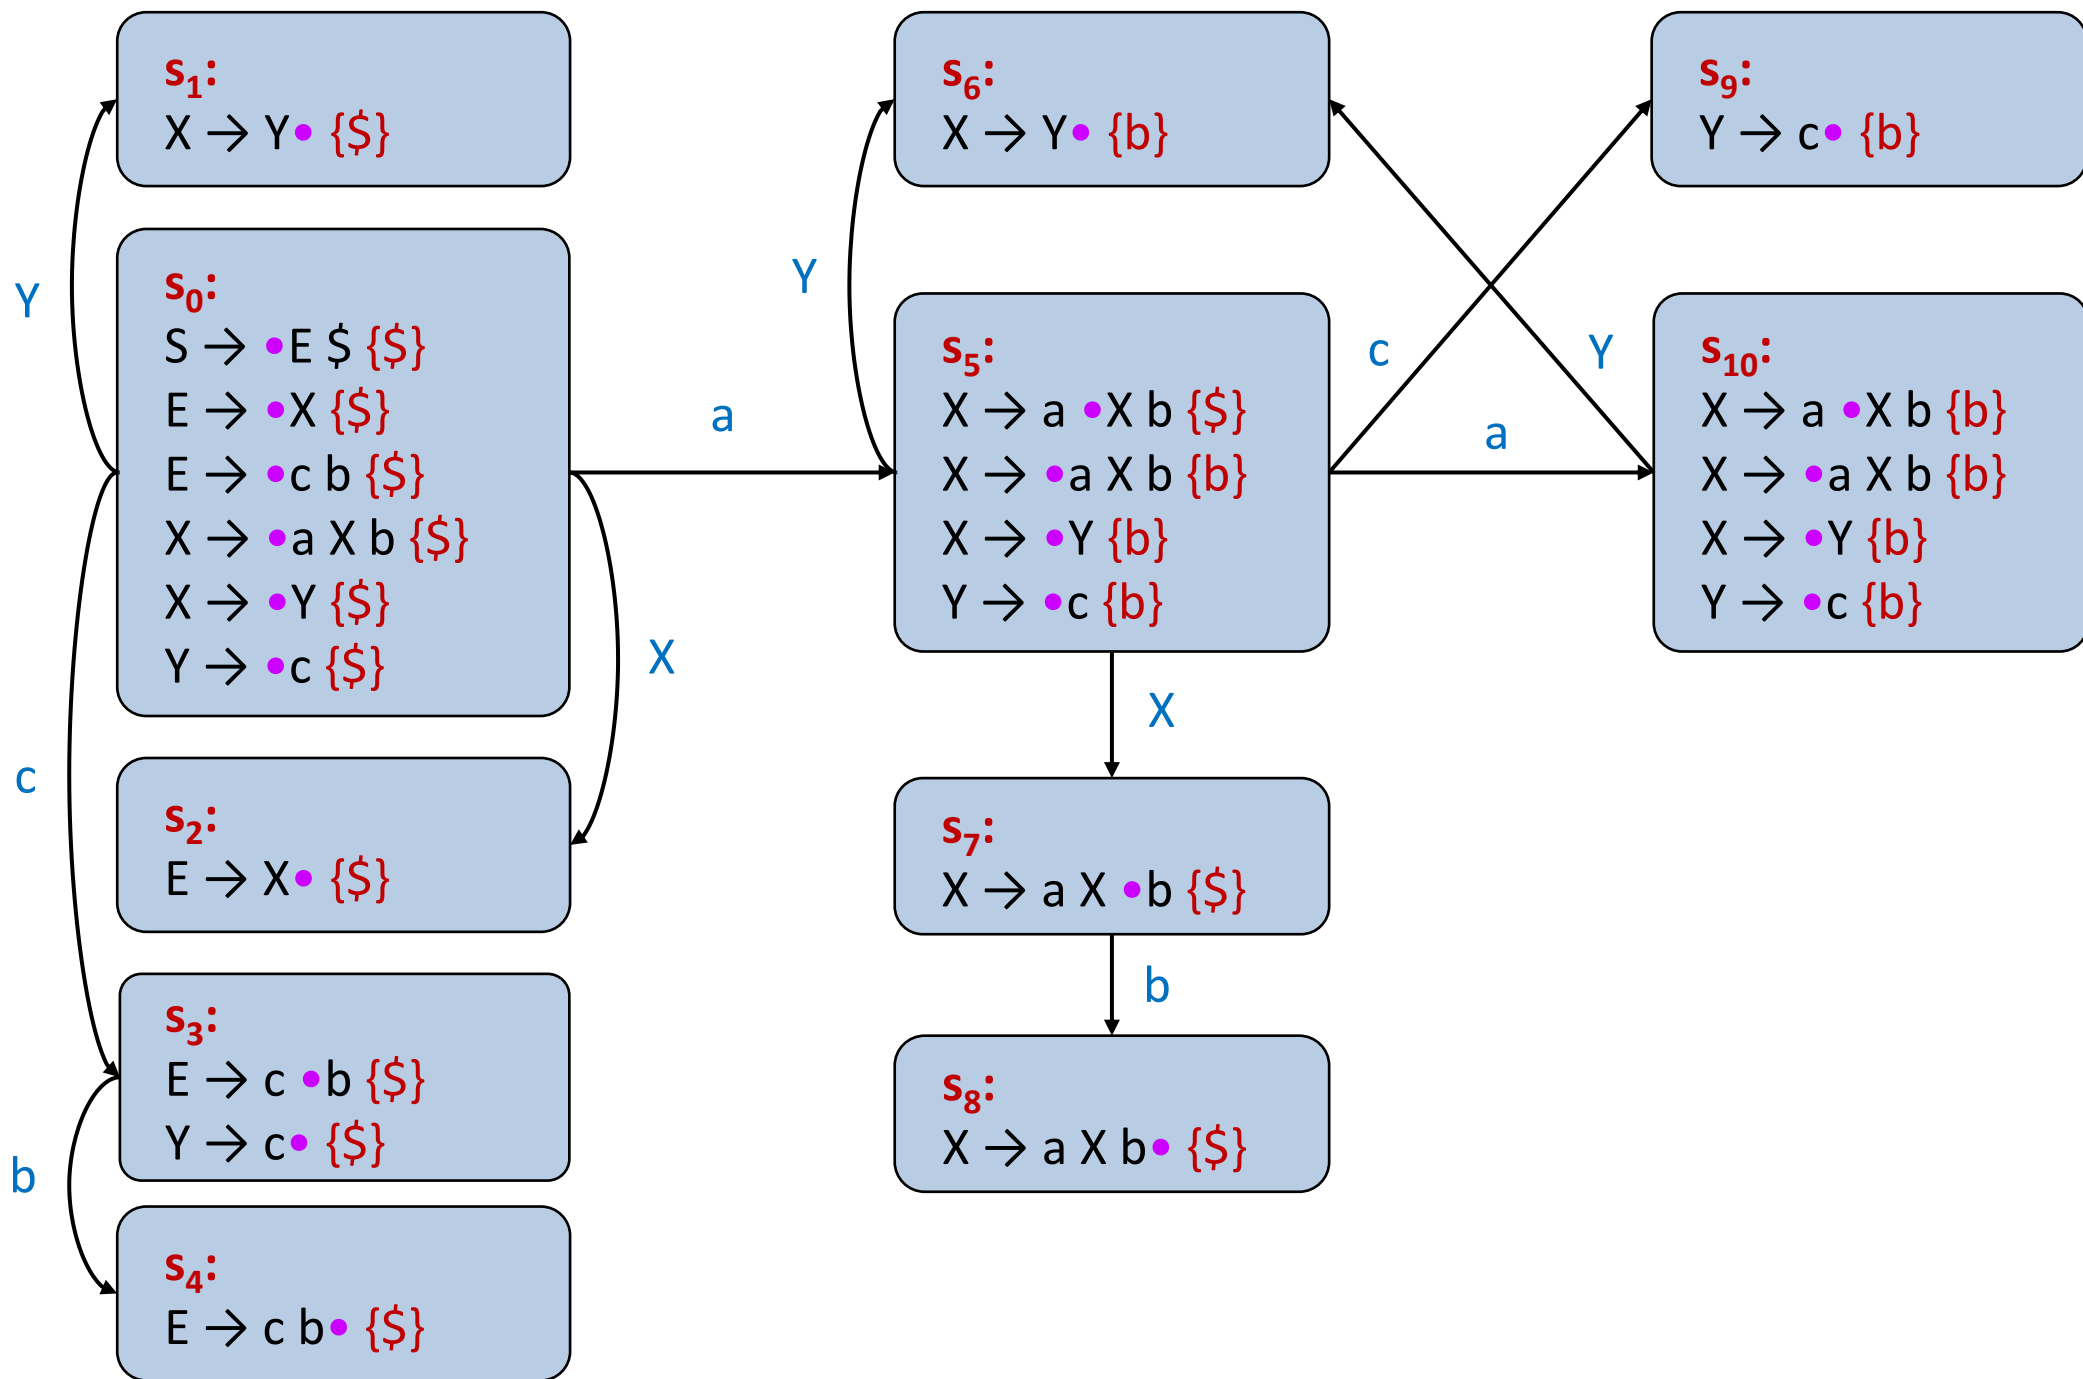 s1:
X → Y• {$}
Y
s0:
S → •E $ {$}
E → •X {$}
E → •c b {$}
X → •a X b {$}
X → •Y {$}
Y → •c {$}
c
X
a
s2:
E → X• {$}
s3:
E → c •b {$}
Y → c• {$}
b
s4:
E → c b• {$}
s6:
X → Y• {b}
Y
s5:
X → a •X b {$}
X → •a X b {b}
X → •Y {b}
Y → •c {b}
X
s7:
X → a X •b {$}
b
s8:
X → a X b• {$}
c
Y
a
s9:
Y → c• {b}
s10:
X → a •X b {b}
X → •a X b {b}
X → •Y {b}
Y → •c {b}